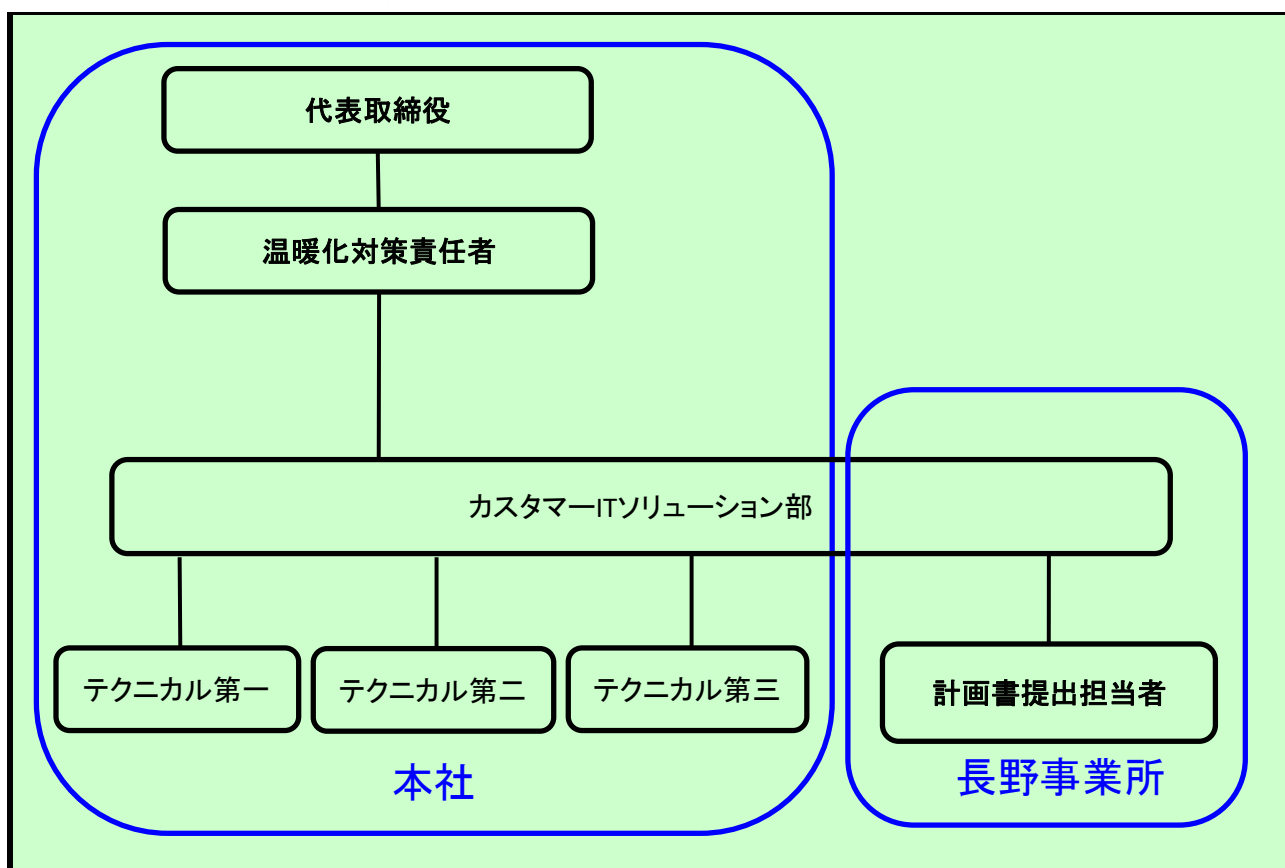 代表取締役
温暖化対策責任者
カスタマーITソリューション部
テクニカル第一
テクニカル第二
テクニカル第三
計画書提出担当者
本社
長野事業所